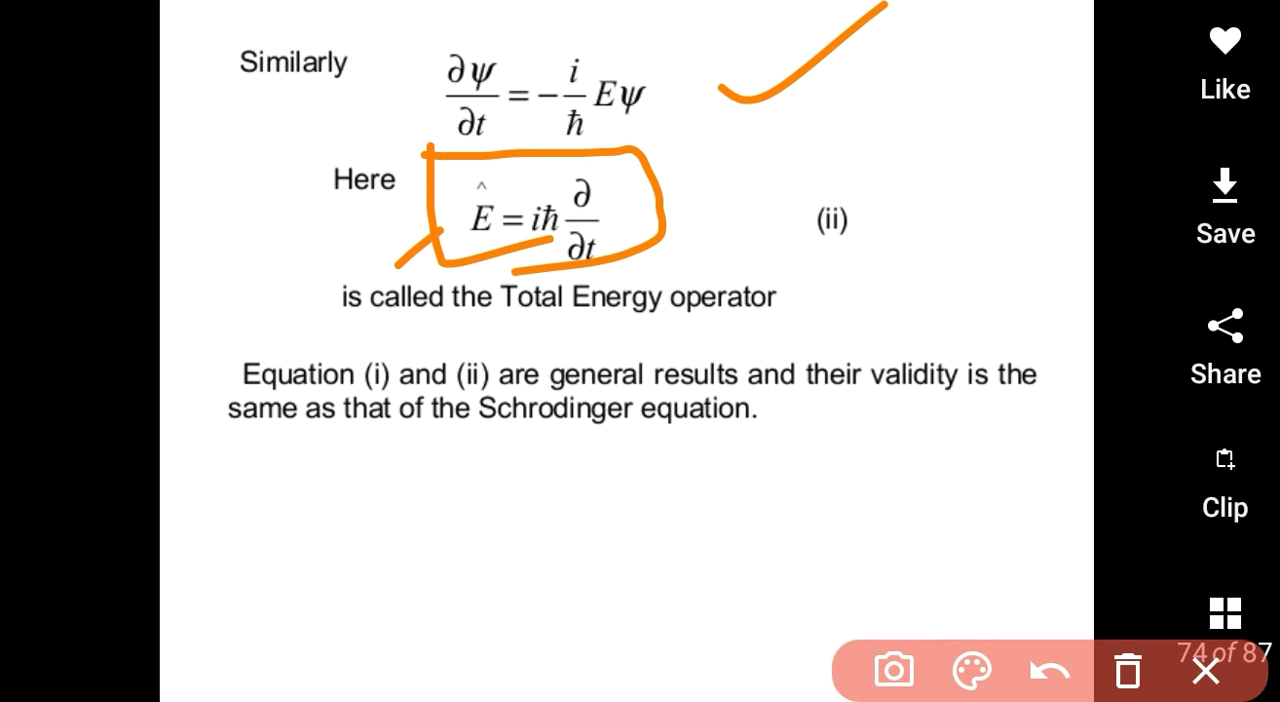 Similarly ∂ψ/∂t = −(i/ħ) Eψ
Here Ê = iħ ∂/∂t (ii)
is called the Total Energy operator
Equation (i) and (ii) are general results and their validity is the
same as that of the Schrodinger equation.
Like
Save
Share
Clip
74 of 87